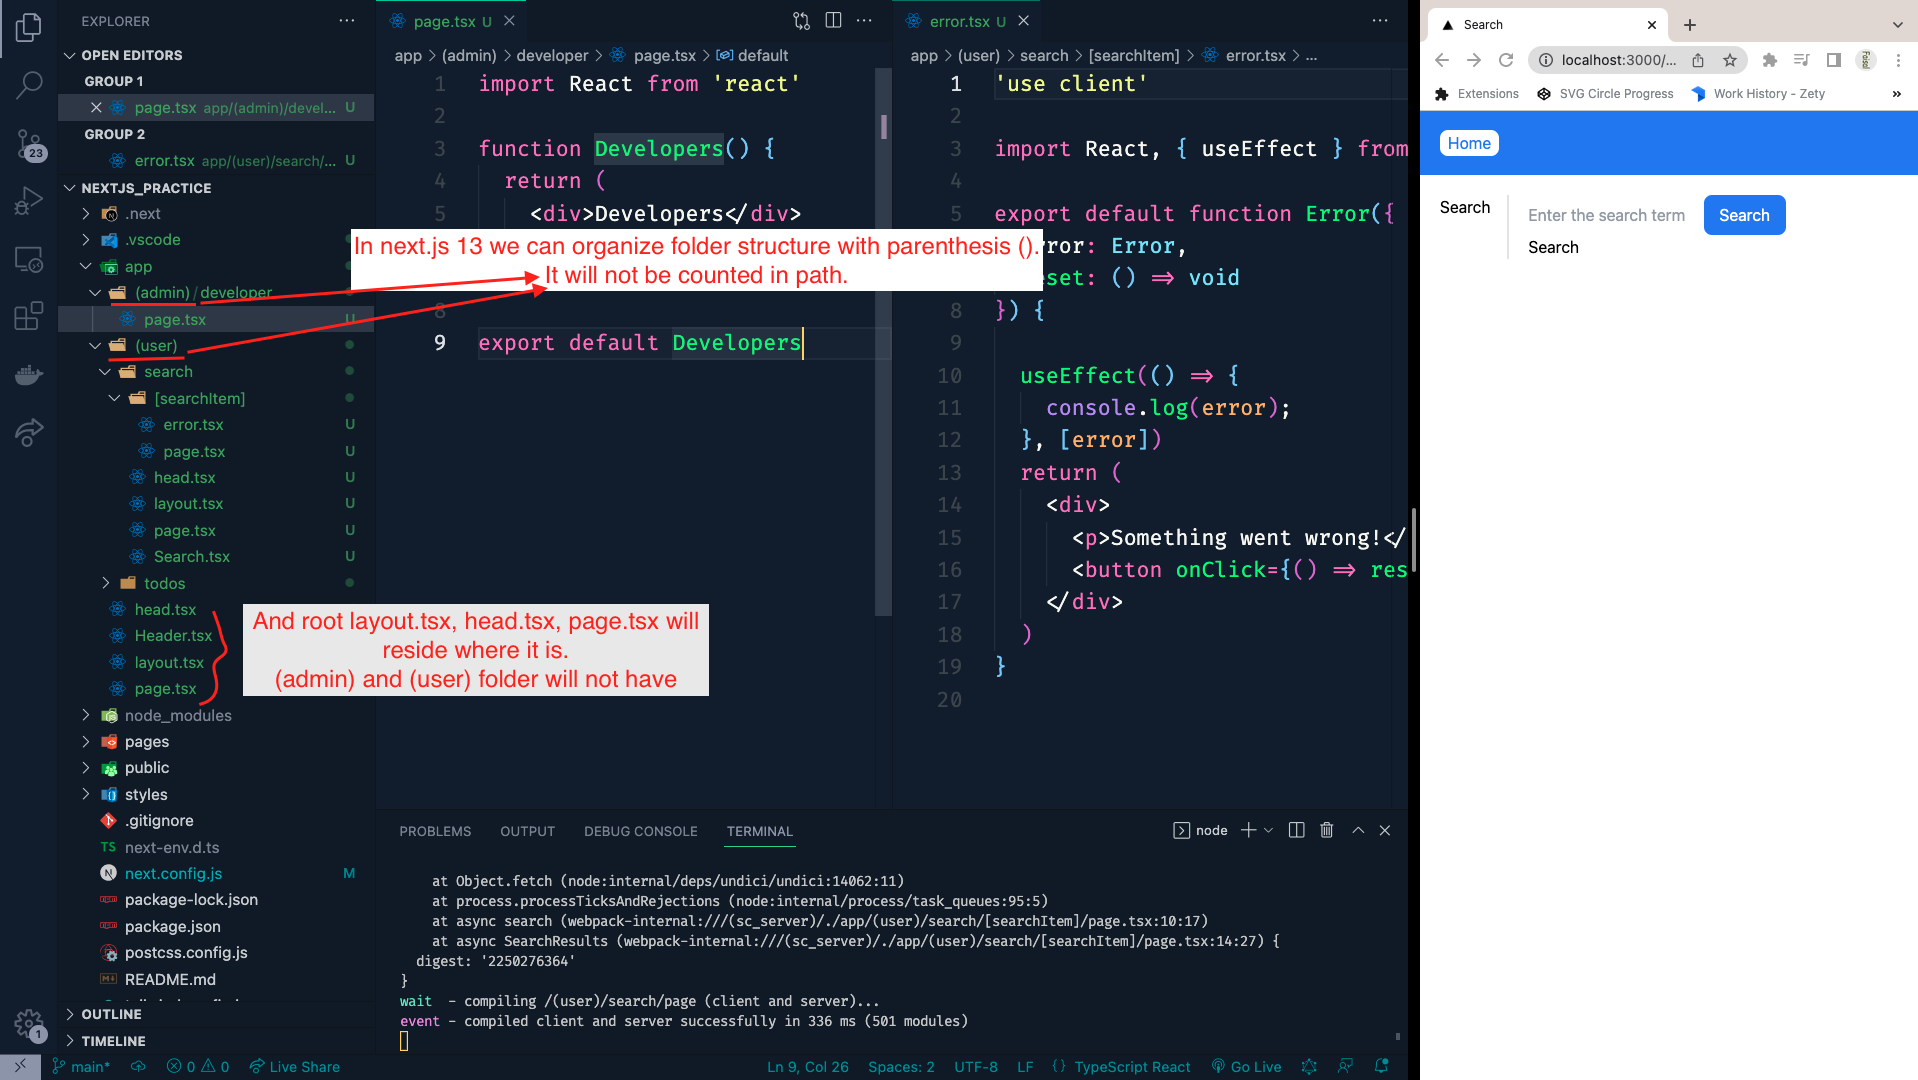 EXPLORER
OPEN EDITORS
GROUP 1
page.tsx app/(admin)/devel... U
GROUP 2
error.tsx app/(user)/search/... U
NEXTJS_PRACTICE
.next
.vscode
app
(admin) / developer
page.tsx U
(user)
search
[searchItem]
error.tsx U
page.tsx U
head.tsx U
layout.tsx U
page.tsx U
Search.tsx U
todos
head.tsx
Header.tsx
layout.tsx
page.tsx
node_modules
pages
public
styles
.gitignore
TS next-env.d.ts
next.config.js M
package-lock.json
package.json
postcss.config.js
README.md
OUTLINE
TIMELINE
23
1
page.tsx U
app > (admin) > developer > page.tsx > default
1 import React from 'react'
2
3 function Developers() {
4 return (
5 <div>Developers</div>
8
9 export default Developers
In next.js 13 we can organize folder structure with parenthesis ().
It will not be counted in path.
And root layout.tsx, head.tsx, page.tsx will
reside where it is.
(admin) and (user) folder will not have
error.tsx U
app > (user) > search > [searchItem] > error.tsx > ...
1 'use client'
2
3 import React, { useEffect } from
4
5 export default function Error({
rror: Error,
set: () => void
8 }) {
9
10 useEffect(() => {
11 console.log(error);
12 }, [error])
13 return (
14 <div>
15 <p>Something went wrong!</
16 <button onClick={() => res
17 </div>
18 )
19 }
20
PROBLEMS OUTPUT DEBUG CONSOLE TERMINAL
node
at Object.fetch (node:internal/deps/undici/undici:14062:11)
at process.processTicksAndRejections (node:internal/process/task_queues:95:5)
at async search (webpack-internal:///(sc_server)/./app/(user)/search/[searchItem]/page.tsx:10:17)
at async SearchResults (webpack-internal:///(sc_server)/./app/(user)/search/[searchItem]/page.tsx:14:27) {
digest: '2250276364'
}
wait - compiling /(user)/search/page (client and server)...
event - compiled client and server successfully in 336 ms (501 modules)
main* 0 0 Live Share
Ln 9, Col 26 Spaces: 2 UTF-8 LF {} TypeScript React Go Live
Search
localhost:3000/...
Extensions SVG Circle Progress Work History - Zety »
Home
Search
Enter the search term
Search
Search